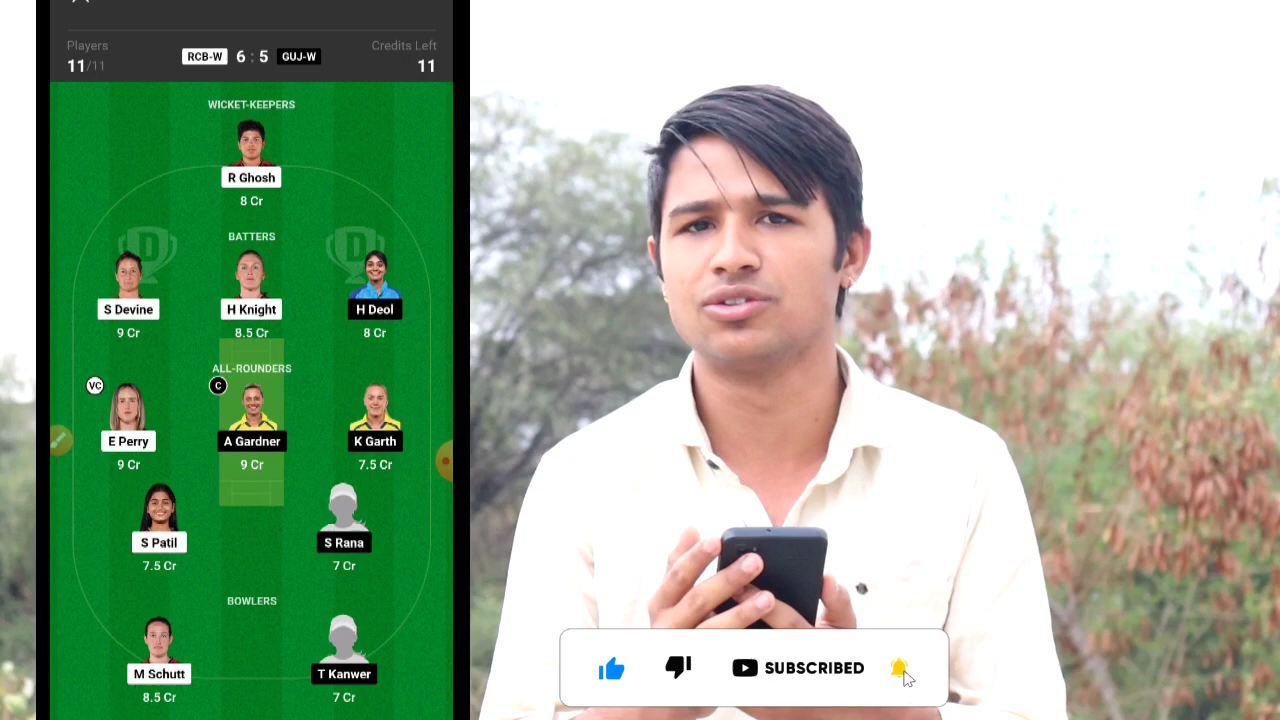 Players
Credits Left
11/11
RCB-W 6 : 5 GUJ-W
11
WICKET-KEEPERS
R Ghosh
8 Cr
BATTERS
S Devine
H Knight
H Deol
9 Cr
8.5 Cr
8 Cr
ALL-ROUNDERS
VC
C
E Perry
A Gardner
K Garth
9 Cr
9 Cr
7.5 Cr
S Patil
S Rana
7.5 Cr
7 Cr
BOWLERS
M Schutt
T Kanwer
8.5 Cr
7 Cr
SUBSCRIBED